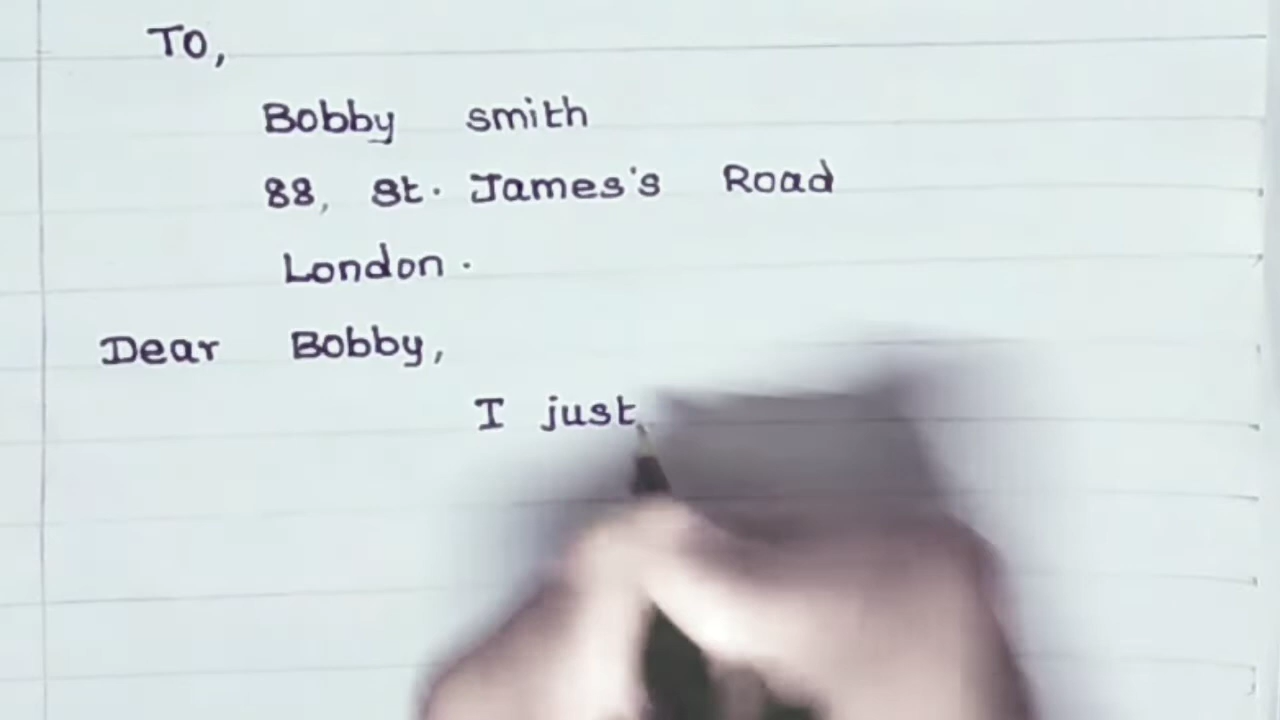 To,
Bobby smith
88, St. James's Road
London.
Dear Bobby,
I just